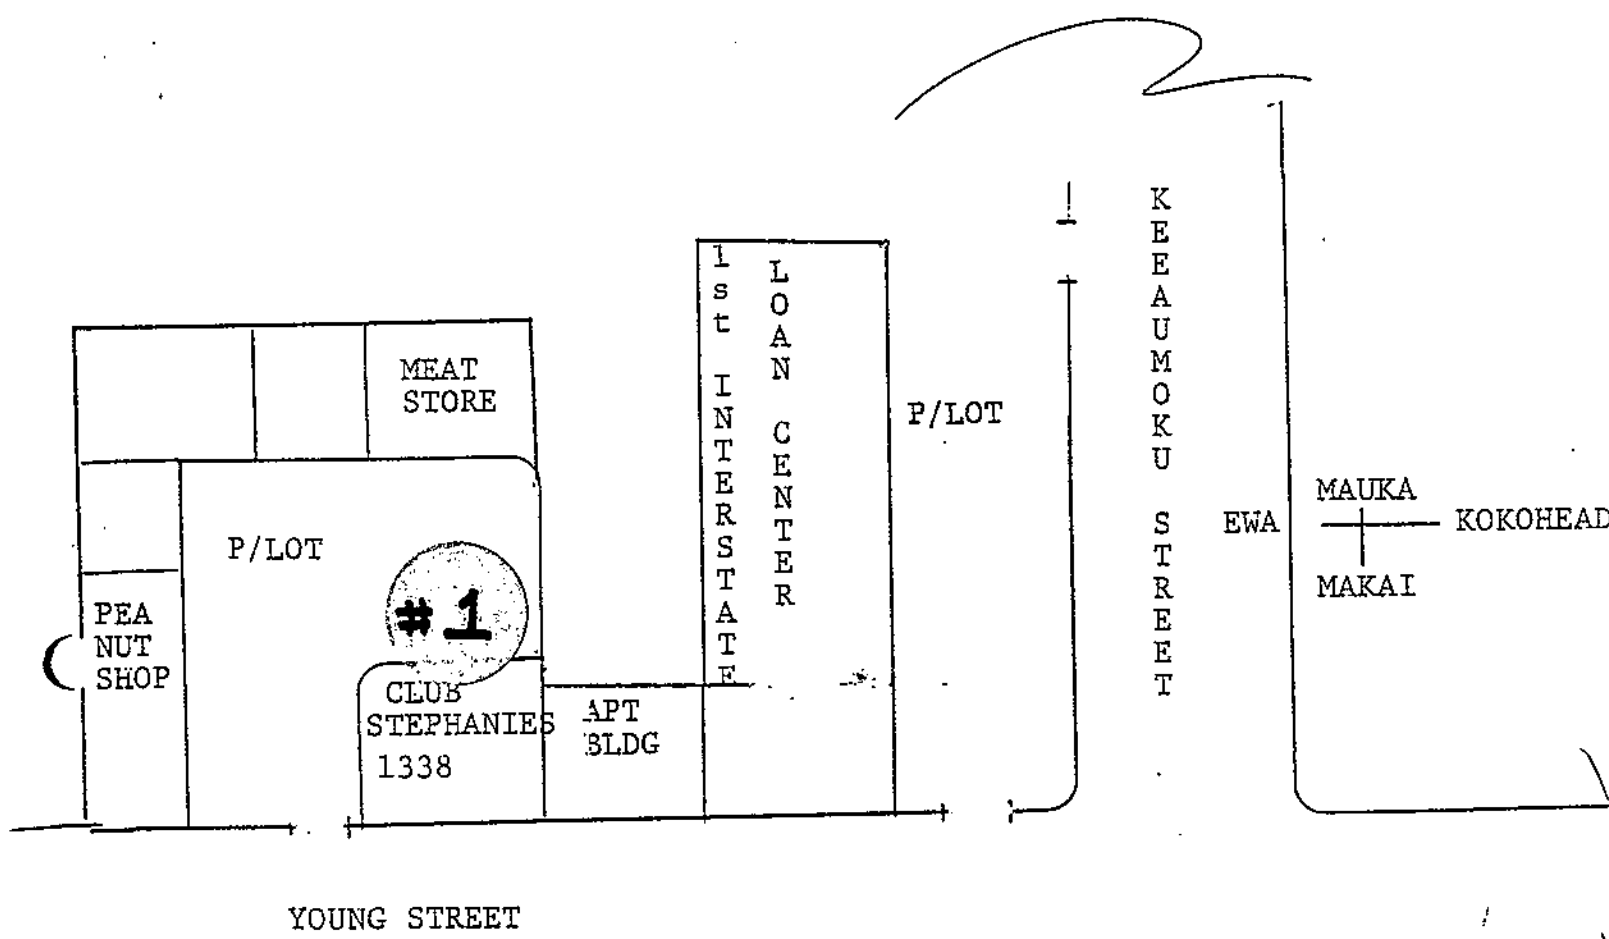 MEAT
STORE
P/LOT
#1
PEA
NUT
SHOP
CLUB
STEPHANIES
1338
APT
BLDG
1st INTERSTATE
LOAN CENTER
P/LOT
KEEAUMOKU STREET
MAUKA
EWA
KOKOHEAD
MAKAI
YOUNG STREET